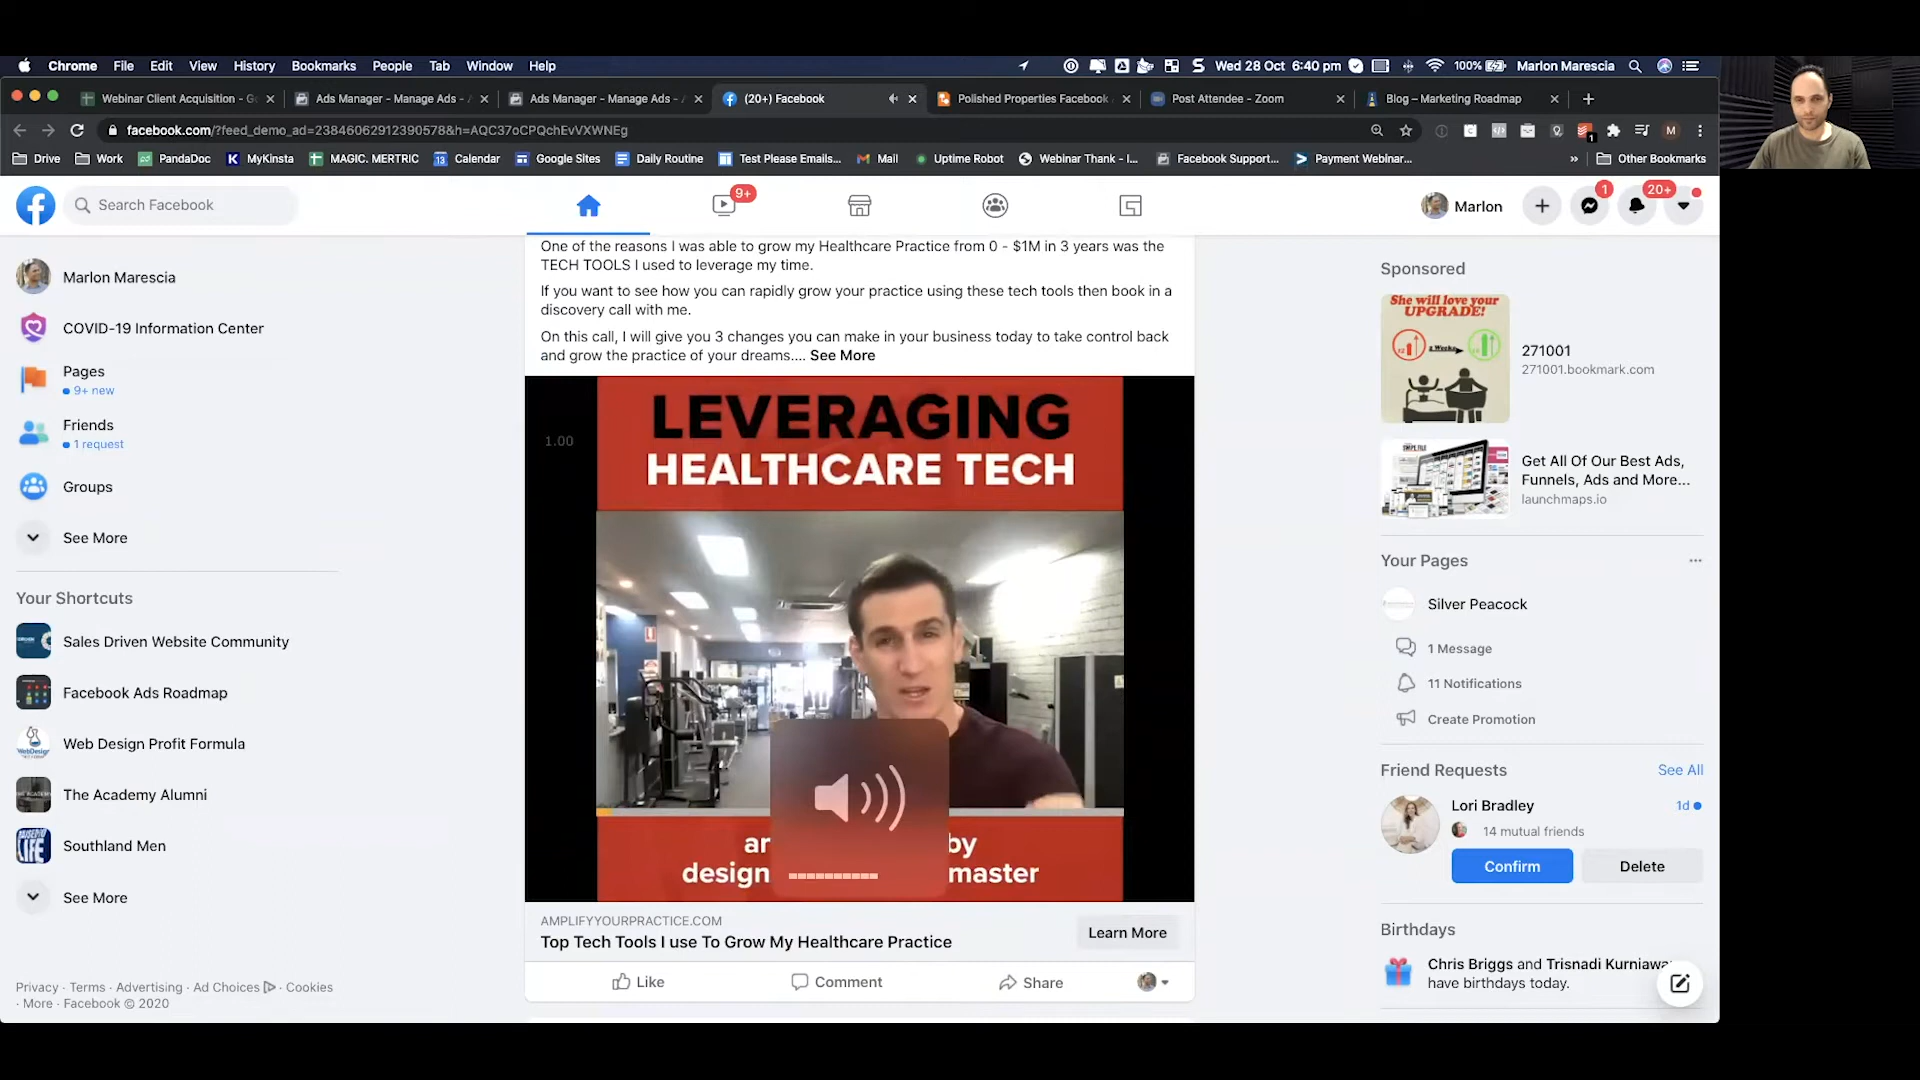 Chrome File Edit View History Bookmarks People Tab Window Help
Wed 28 Oct 6:40 pm 100% Marlon Marescia
Webinar Client Acquisition - G
Ads Manager - Manage Ads -
Ads Manager - Manage Ads -
(20+) Facebook
Polished Properties Facebook
Post Attendee - Zoom
Blog – Marketing Roadmap
facebook.com/?feed_demo_ad=23846062912390578&h=AQC37oCPQchEvVXWNEg
Drive Work PandaDoc MyKinsta MAGIC. MERTRIC Calendar Google Sites Daily Routine Test Please Emails... Mail Uptime Robot Webinar Thank - I... Facebook Support... Payment Webinar... » Other Bookmarks
Search Facebook
9+
Marlon
1
20+
Marlon Marescia
COVID-19 Information Center
Pages
9+ new
Friends
1 request
Groups
See More
Your Shortcuts
Sales Driven Website Community
Facebook Ads Roadmap
Web Design Profit Formula
The Academy Alumni
Southland Men
See More
Privacy · Terms · Advertising · Ad Choices · Cookies
· More · Facebook © 2020
One of the reasons I was able to grow my Healthcare Practice from 0 - $1M in 3 years was the
TECH TOOLS I used to leverage my time.
If you want to see how you can rapidly grow your practice using these tech tools then book in a
discovery call with me.
On this call, I will give you 3 changes you can make in your business today to take control back
and grow the practice of your dreams.... See More
1.00
LEVERAGING
HEALTHCARE TECH
ar by
design master
AMPLIFYYOURPRACTICE.COM
Top Tech Tools I use To Grow My Healthcare Practice
Learn More
Like Comment Share
Sponsored
She will love your
UPGRADE!
271001
271001.bookmark.com
Get All Of Our Best Ads,
Funnels, Ads and More...
launchmaps.io
Your Pages
Silver Peacock
1 Message
11 Notifications
Create Promotion
Friend Requests See All
Lori Bradley 1d
14 mutual friends
Confirm Delete
Birthdays
Chris Briggs and Trisnadi Kurniawa
have birthdays today.